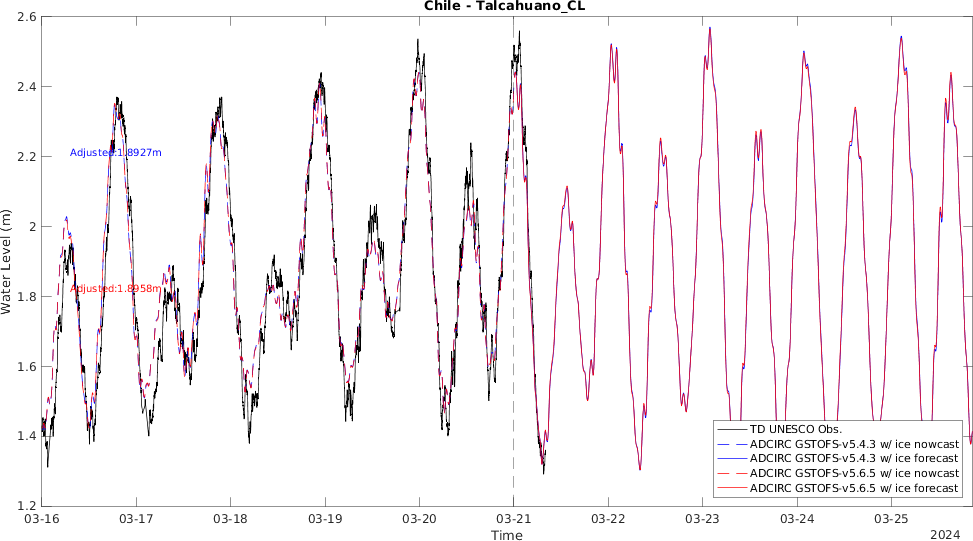 Chile - Talcahuano_CL
2.6
2.4
2.2
2
1.8
1.6
1.4
1.2
Water Level (m)
Adjusted:1.8927m
Adjusted:1.8958m
TD UNESCO Obs.
ADCIRC GSTOFS-v5.4.3 w/ ice nowcast
ADCIRC GSTOFS-v5.4.3 w/ ice forecast
ADCIRC GSTOFS-v5.6.5 w/ ice nowcast
ADCIRC GSTOFS-v5.6.5 w/ ice forecast
03-16 03-17 03-18 03-19 03-20 03-21 03-22 03-23 03-24 03-25
Time
2024